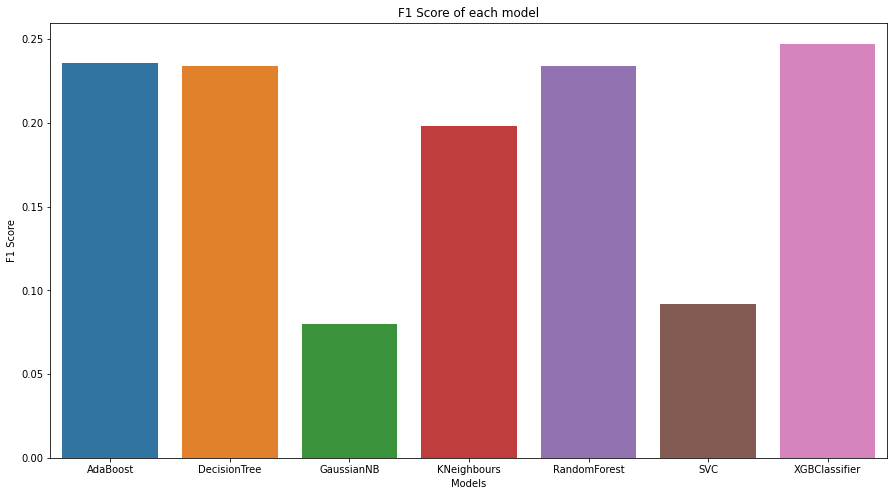 F1 Score of each model
F1 Score
0.25
0.20
0.15
0.10
0.05
0.00
AdaBoost DecisionTree GaussianNB KNeighbours RandomForest SVC XGBClassifier
Models